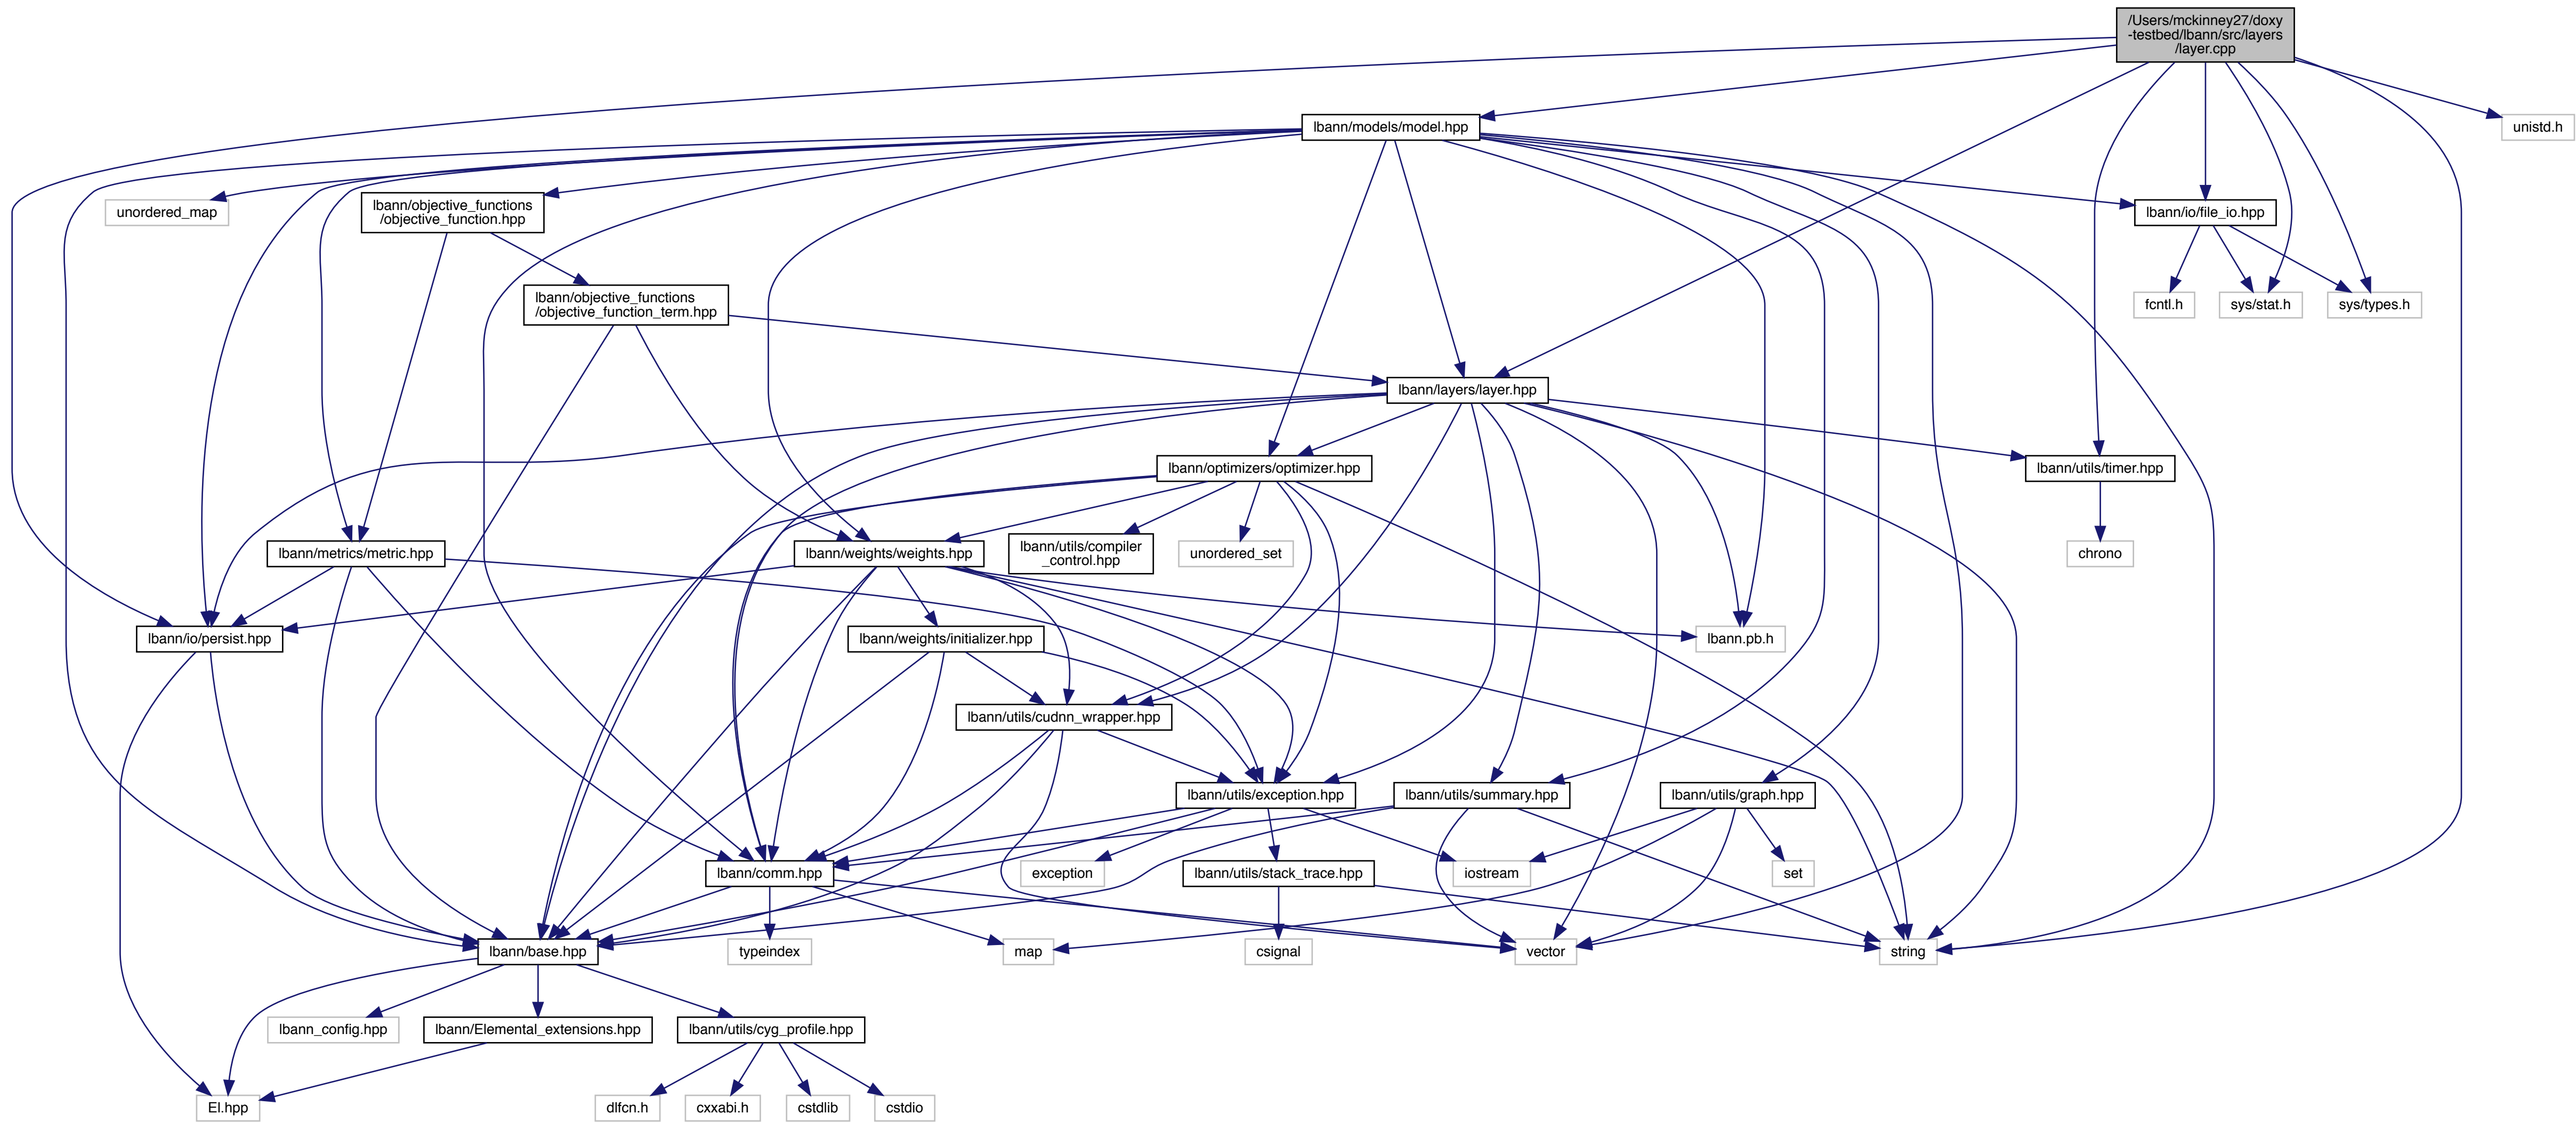 /Users/mckinney27/doxy
-testbed/lbann/src/layers
/layer.cpp
lbann/models/model.hpp
unistd.h
unordered_map
lbann/objective_functions
/objective_function.hpp
lbann/io/file_io.hpp
lbann/objective_functions
/objective_function_term.hpp
fcntl.h
sys/stat.h
sys/types.h
lbann/layers/layer.hpp
lbann/optimizers/optimizer.hpp
lbann/utils/timer.hpp
lbann/metrics/metric.hpp
lbann/weights/weights.hpp
lbann/utils/compiler
_control.hpp
unordered_set
chrono
lbann/io/persist.hpp
lbann/weights/initializer.hpp
lbann.pb.h
lbann/utils/cudnn_wrapper.hpp
lbann/utils/exception.hpp
lbann/utils/summary.hpp
lbann/utils/graph.hpp
lbann/comm.hpp
exception
lbann/utils/stack_trace.hpp
iostream
set
lbann/base.hpp
typeindex
map
csignal
vector
string
lbann_config.hpp
lbann/Elemental_extensions.hpp
lbann/utils/cyg_profile.hpp
El.hpp
dlfcn.h
cxxabi.h
cstdlib
cstdio